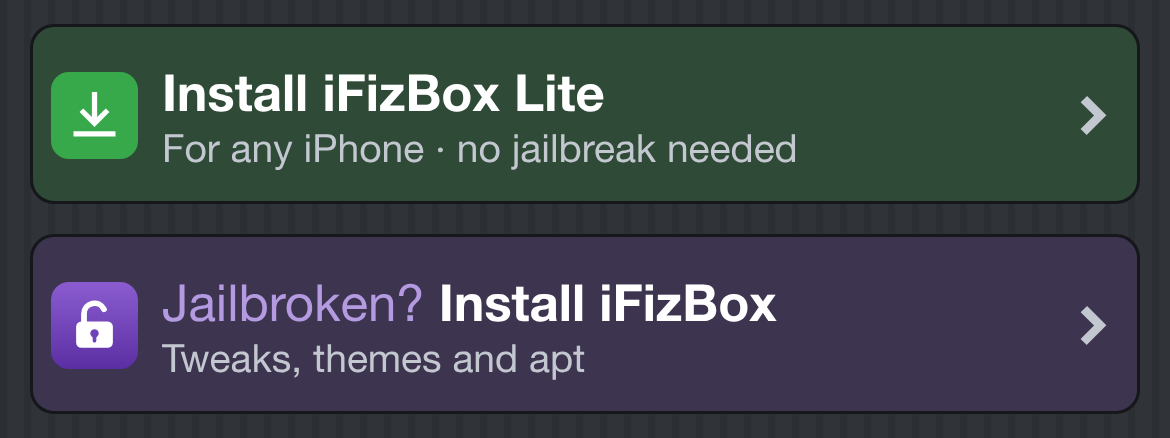 Install iFizBox Lite
For any iPhone · no jailbreak needed
Jailbroken? Install iFizBox
Tweaks, themes and apt